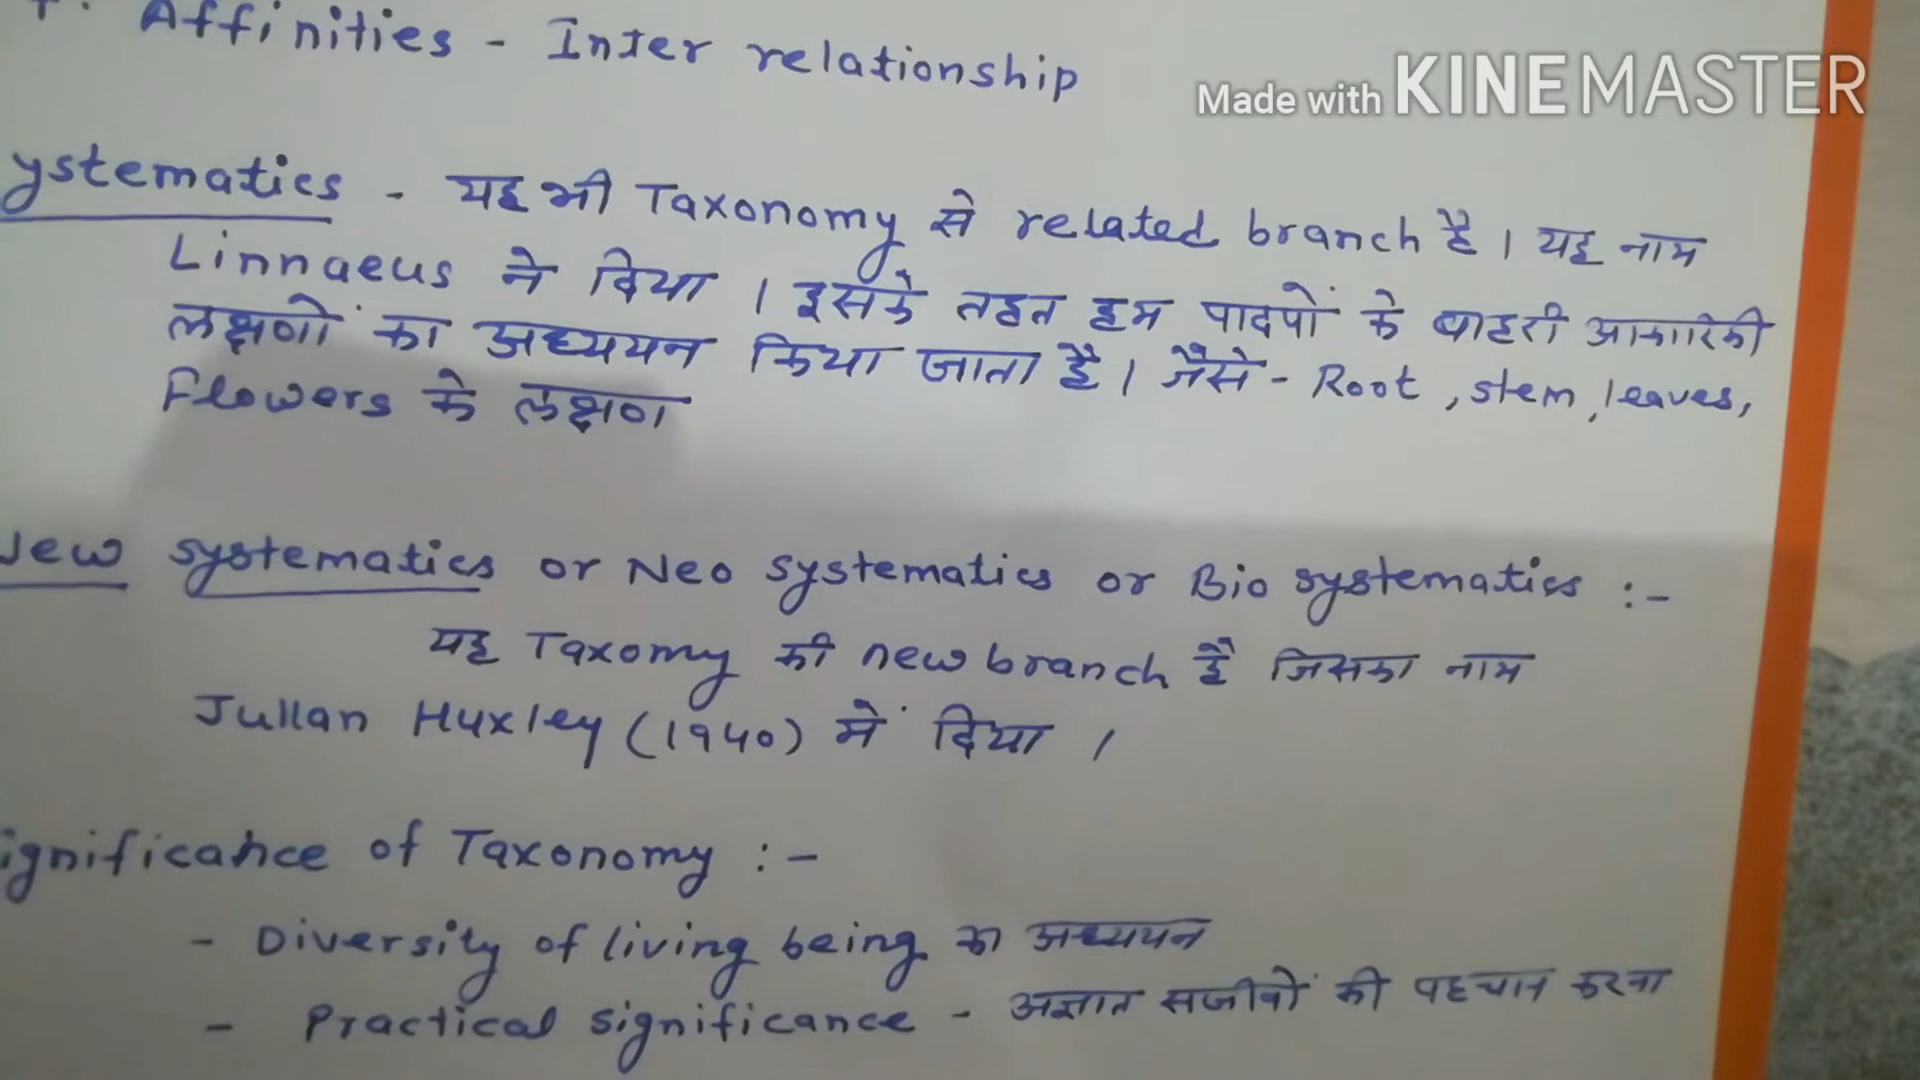 Affinities - Inter relationship
Made with KINEMASTER
ystematics - यह भी Taxonomy से related branch है । यह नाम
Linnaeus ने दिया । इसके तहत हम पादपों के बाहरी आकारिकी
लक्षणों का अध्ययन किया जाता है । जैसे - Root , stem , leaves,
Flowers के लक्षण
New systematics or Neo systematics or Bio systematics :-
यह Taxomy की new branch है जिसका नाम
Jullan Huxley (1940) में दिया ।
ignificance of Taxonomy :-
- Diversity of living being का अध्ययन
- Practical significance - अज्ञात सजीवों की पहचान करना